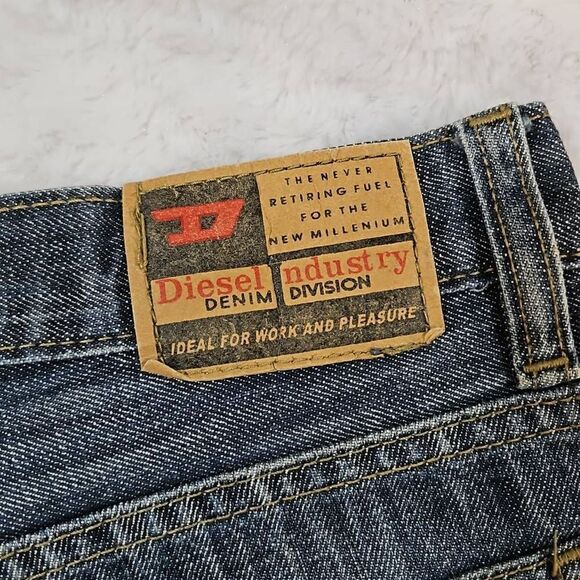 D
THE NEVER
RETIRING FUEL
FOR THE
NEW MILLENIUM
Diesel ndustry
DENIM DIVISION
IDEAL FOR WORK AND PLEASURE